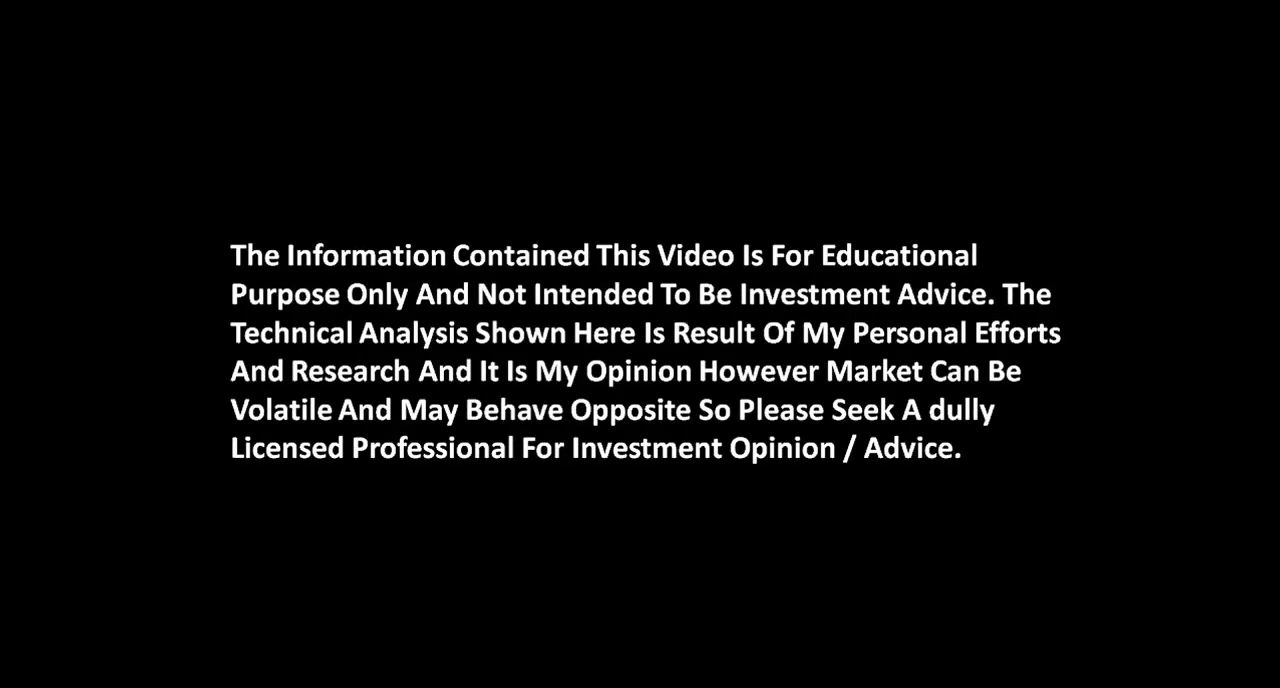 The Information Contained This Video Is For Educational
Purpose Only And Not Intended To Be Investment Advice. The
Technical Analysis Shown Here Is Result Of My Personal Efforts
And Research And It Is My Opinion However Market Can Be
Volatile And May Behave Opposite So Please Seek A dully
Licensed Professional For Investment Opinion / Advice.